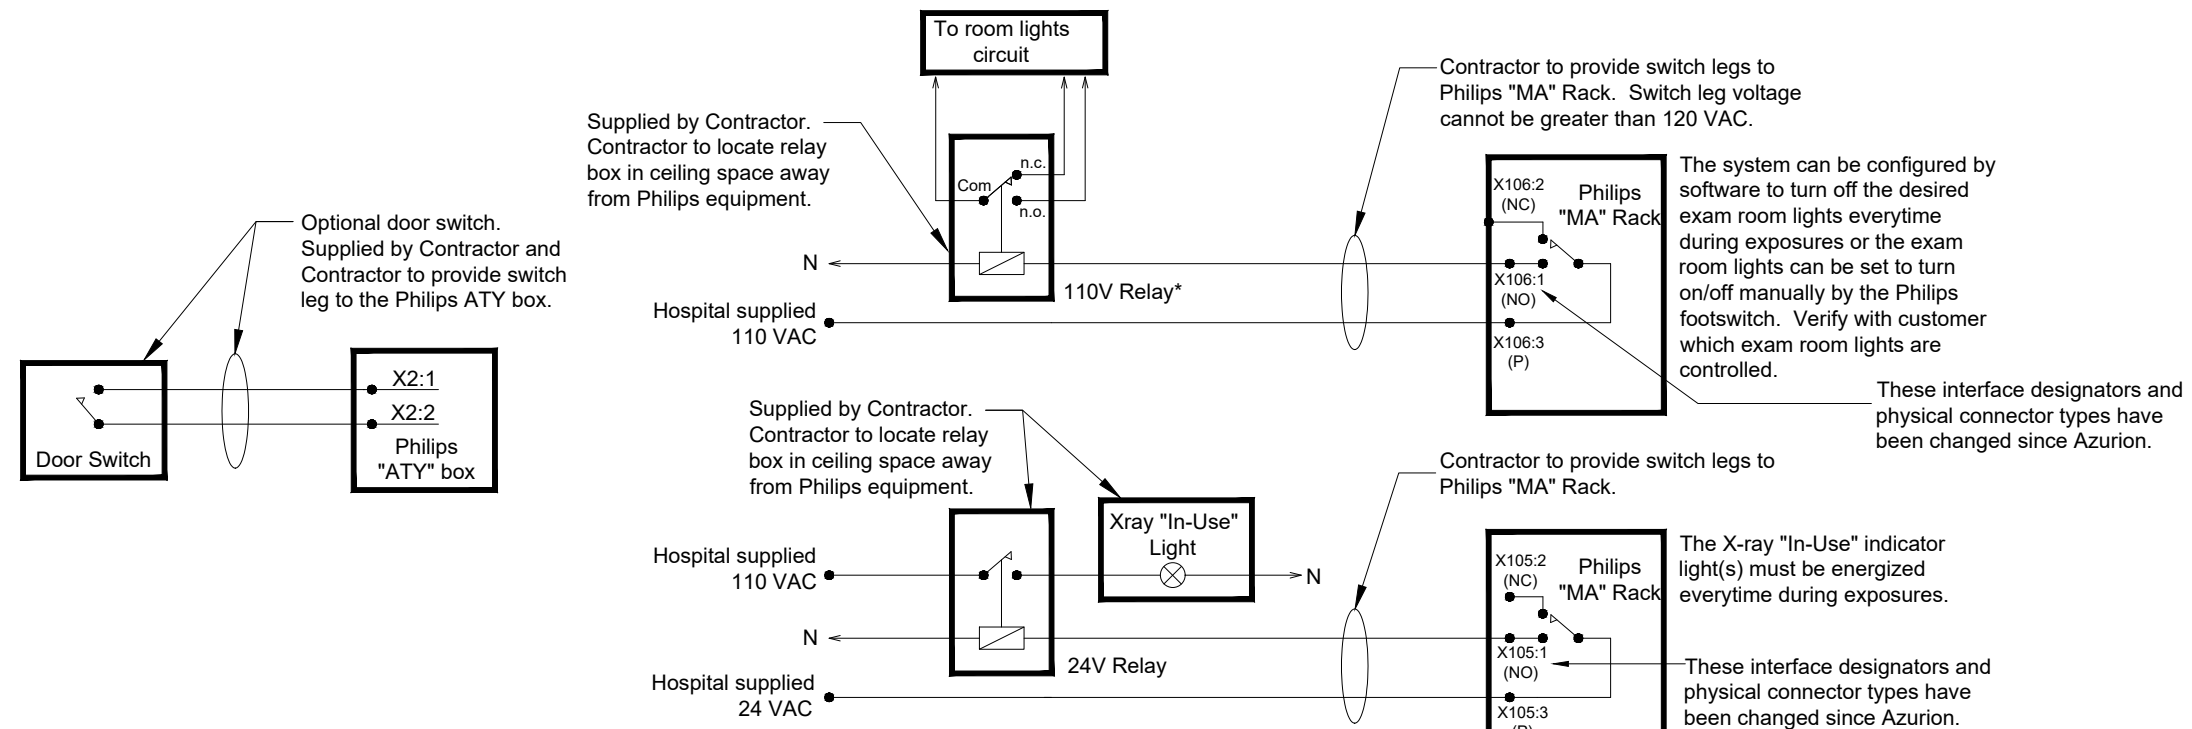 To room lights
circuit
Contractor to provide switch legs to
Philips "MA" Rack.  Switch leg voltage
cannot be greater than 120 VAC.
Supplied by Contractor.
Contractor to locate relay
box in ceiling space away
from Philips equipment.
n.c.
Com
n.o.
N
110V Relay*
Hospital supplied
110 VAC
X106:2
(NC)
Philips
"MA" Rack
X106:1
(NO)
X106:3
(P)
The system can be configured by
software to turn off the desired
exam room lights everytime
during exposures or the exam
room lights can be set to turn
on/off manually by the Philips
footswitch.  Verify with customer
which exam room lights are
controlled.
These interface designators and
physical connector types have
been changed since Azurion.
Optional door switch.
Supplied by Contractor and
Contractor to provide switch
leg to the Philips ATY box.
Door Switch
X2:1
X2:2
Philips
"ATY" box
Supplied by Contractor.
Contractor to locate relay
box in ceiling space away
from Philips equipment.
Contractor to provide switch legs to
Philips "MA" Rack.
Xray "In-Use"
Light
Hospital supplied
110 VAC
N
N
24V Relay
Hospital supplied
24 VAC
X105:2
(NC)
Philips
"MA" Rack
X105:1
(NO)
X105:3
The X-ray "In-Use" indicator
light(s) must be energized
everytime during exposures.
These interface designators and
physical connector types have
been changed since Azurion.